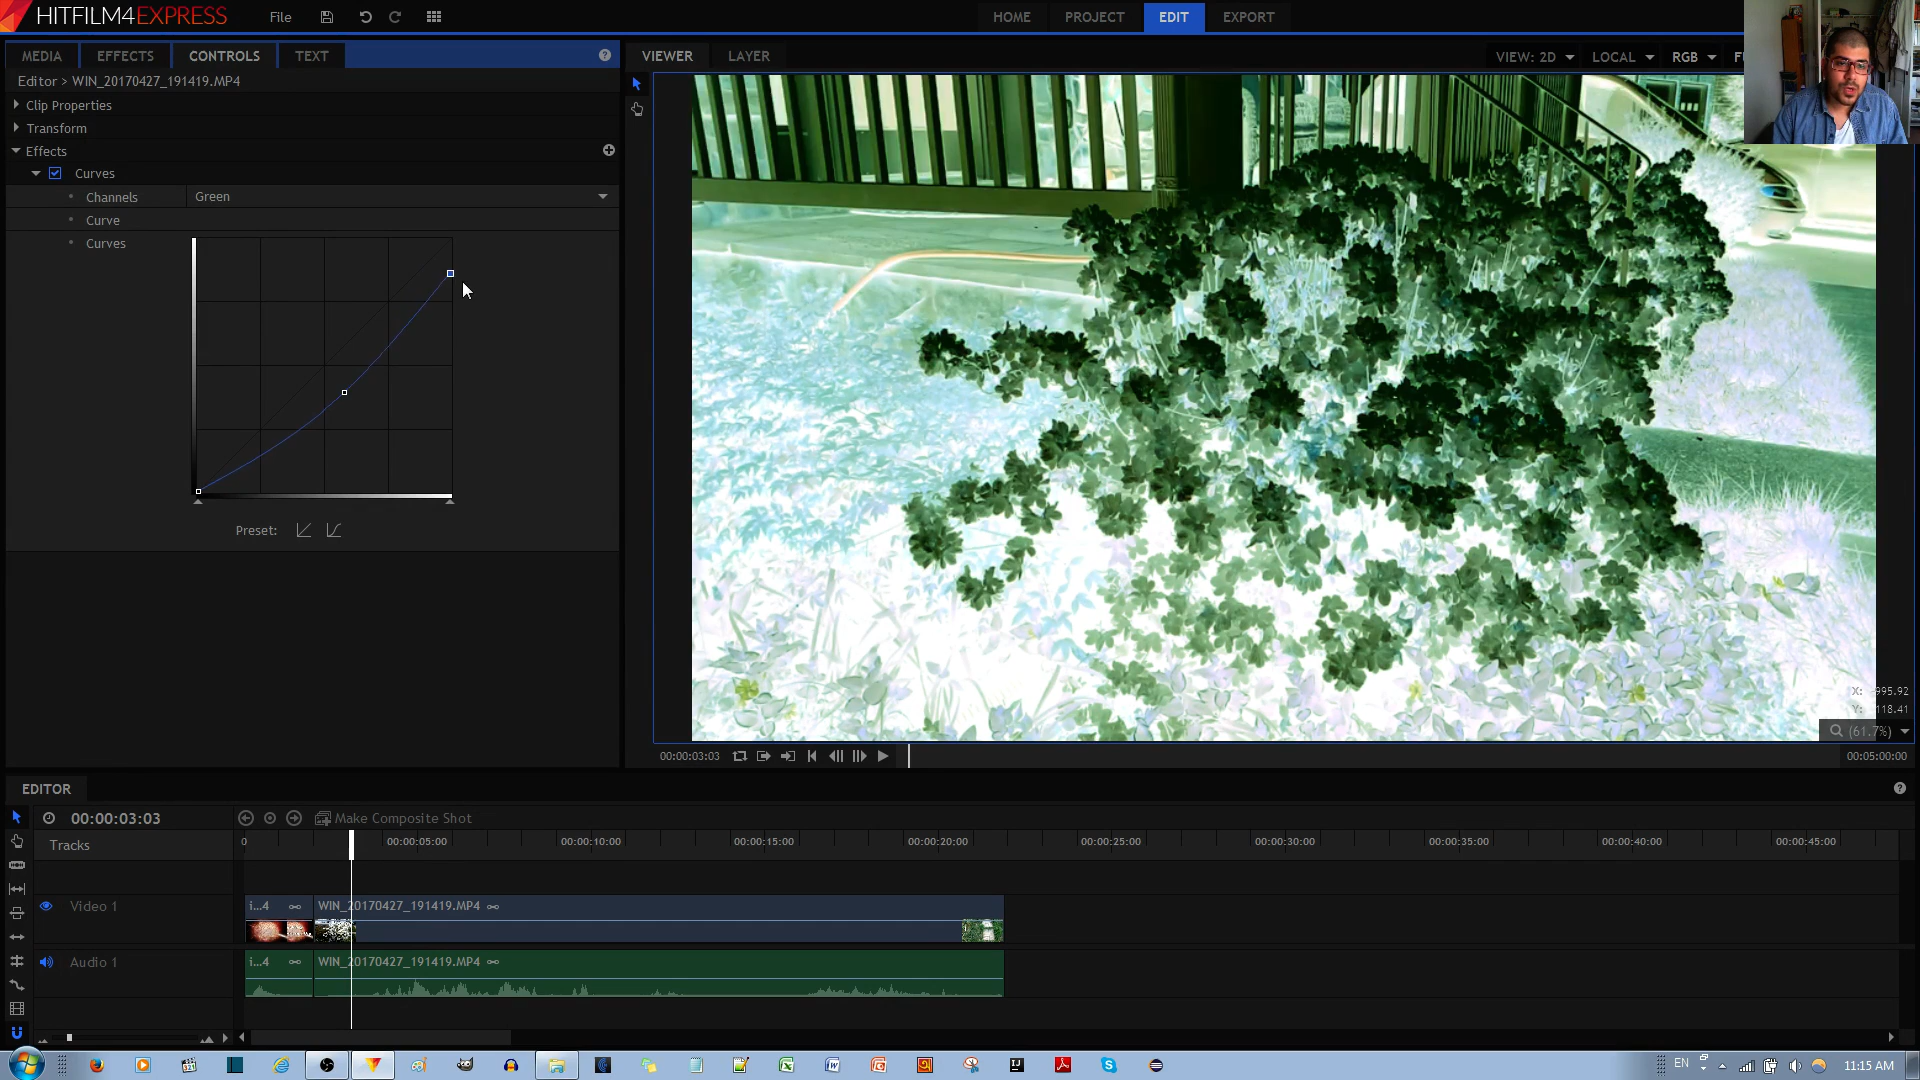 HITFILM4EXPRESS
File
HOME
PROJECT
EDIT
EXPORT
MEDIA
EFFECTS
CONTROLS
TEXT
VIEWER
LAYER
VIEW: 2D
LOCAL
RGB
Editor > WIN_20170427_191419.MP4
Clip Properties
Transform
Effects
Curves
Channels
Green
Curve
Curves
Preset:
X: 995.92
Y: 118.41
(61.7%)
00:00:03:03
00:05:00:00
EDITOR
00:00:03:03
Make Composite Shot
Tracks
0
00:00:05:00
00:00:10:00
00:00:15:00
00:00:20:00
00:00:25:00
00:00:30:00
00:00:35:00
00:00:40:00
00:00:45:00
Video 1
i...4
WIN_20170427_191419.MP4
Audio 1
i...4
WIN_20170427_191419.MP4
EN
11:15 AM